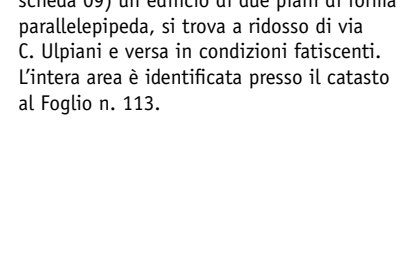 scheda 09) un edificio di due piani di forma
parallelepipeda, si trova a ridosso di via
C. Ulpiani e versa in condizioni fatiscenti.
L’intera area è identificata presso il catasto
al Foglio n. 113.